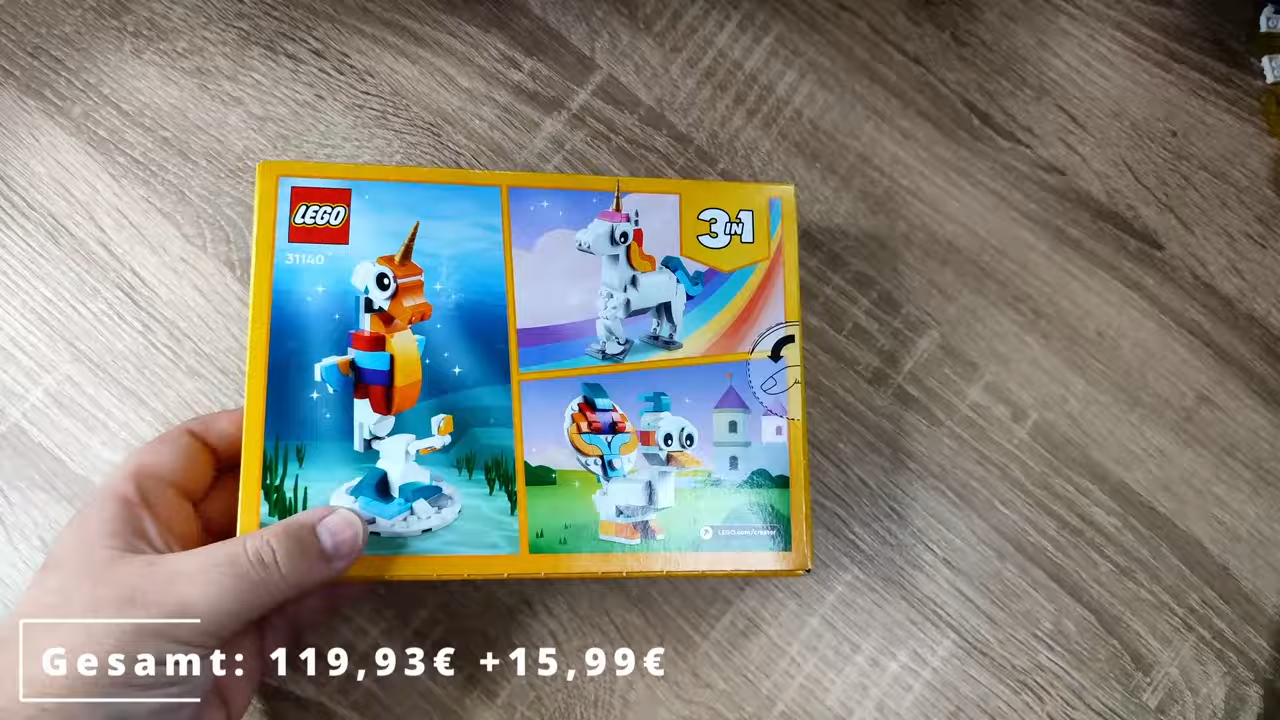 LEGO
31140
3IN1
LEGO.com/creator
Gesamt: 119,93€ +15,99€